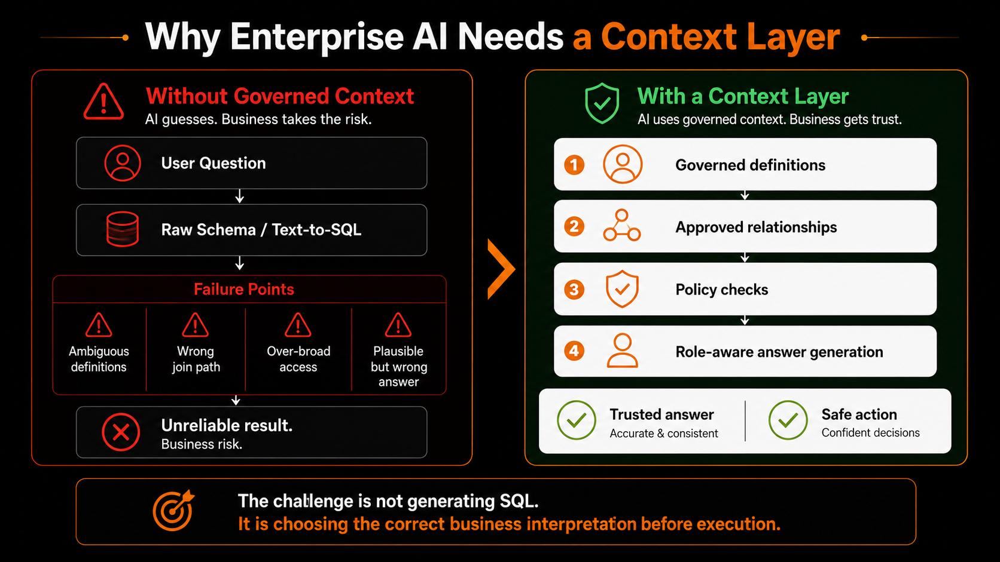 Why Enterprise AI Needs a Context Layer
Without Governed Context
AI guesses. Business takes the risk.
User Question
Raw Schema / Text-to-SQL
Failure Points
Ambiguous
definitions
Wrong
join path
Over-broad
access
Plausible
but wrong
answer
Unreliable result.
Business risk.
With a Context Layer
AI uses governed context. Business gets trust.
1 Governed definitions
2 Approved relationships
3 Policy checks
4 Role-aware answer generation
Trusted answer
Accurate & consistent
Safe action
Confident decisions
The challenge is not generating SQL.
It is choosing the correct business interpretation before execution.